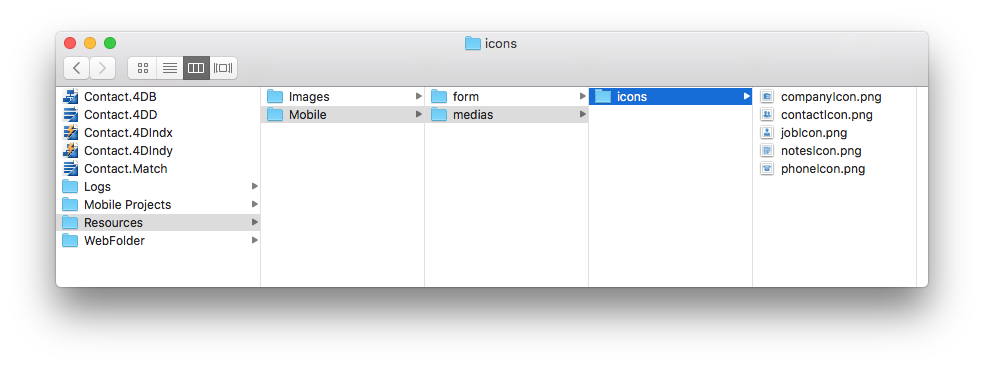 icons
Contact.4DB
Contact.4DD
Contact.4DIndx
Contact.4DIndy
Contact.Match
Logs
Mobile Projects
Resources
WebFolder
Images
Mobile
form
medias
icons
companyIcon.png
contactIcon.png
jobIcon.png
notesIcon.png
phoneIcon.png